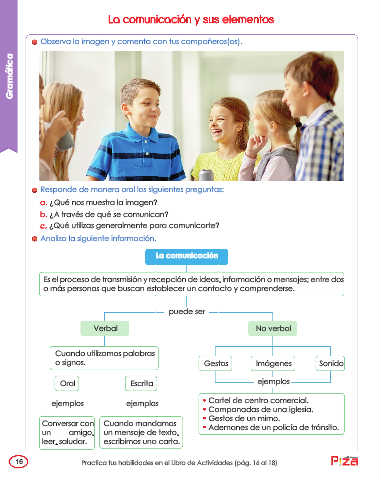 La comunicación y sus elementos
Gramática
Observa la imagen y comenta con tus compañeros(as).
Responde de manera oral las siguientes preguntas:
a. ¿Qué nos muestra la imagen?
b. ¿A través de qué se comunican?
c. ¿Qué utilizas generalmente para comunicarte?
Analiza la siguiente información.
La comunicación
Es el proceso de transmisión y recepción de ideas, información o mensajes; entre dos
o más personas que buscan establecer un contacto y comprenderse.
puede ser
Verbal
No verbal
Cuando utilizamos palabras
o signos.
Gestos
Imágenes
Sonido
Oral
Escrita
ejemplos
ejemplos
ejemplos
Conversar con
un amigo,
leer, saludar.
Cuando mandamos
un mensaje de texto,
escribimos una carta.
• Cartel de centro comercial.
• Campanadas de una iglesia.
• Gestos de un mimo.
• Ademanes de un policía de tránsito.
16
Practica tus habilidades en el Libro de Actividades (pág. 16 al 18)